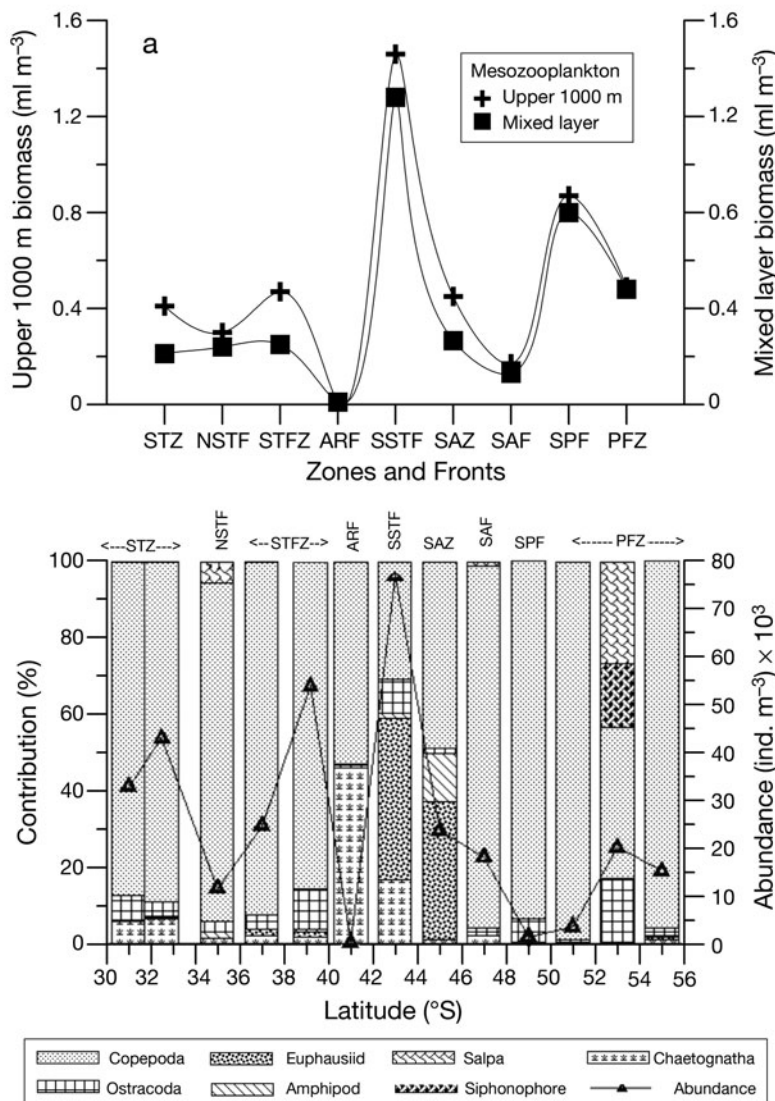 a
Upper 1000 m biomass (ml m⁻³)
1.6
1.2
0.8
0.4
0
Mesozooplankton
Upper 1000 m
Mixed layer
1.6
1.2
0.8
0.6
0.4
0
Mixed layer biomass (ml m⁻³)
STZ NSTF STFZ ARF SSTF SAZ SAF SPF PFZ
Zones and Fronts
<---STZ---> NSTF <--STFZ--> ARF SSTF SAZ SAF SPF <------ PFZ ----->
Contribution (%)
100
80
60
40
20
0
80
70
60
50
40
30
20
10
0
Abundance (ind. m⁻³) × 10³
30 32 34 36 38 40 42 44 46 48 50 52 54 56
Latitude (°S)
Copepoda Euphausiid Salpa Chaetognatha
Ostracoda Amphipod Siphonophore Abundance